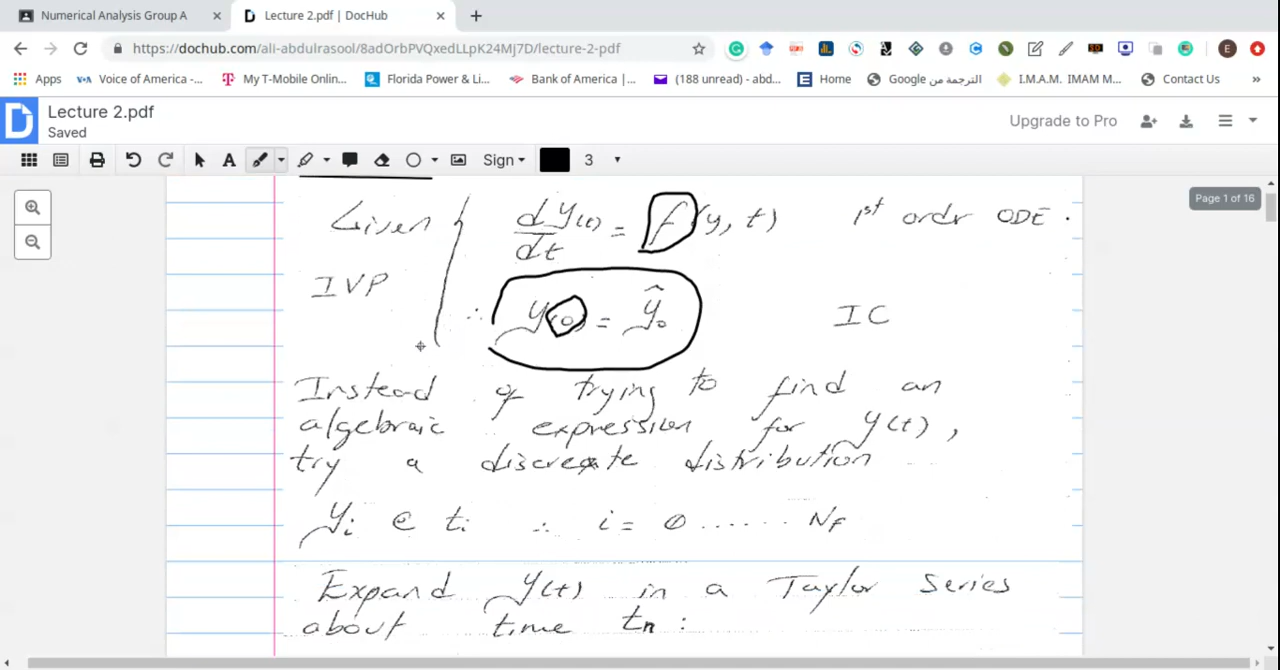 Numerical Analysis Group A
Lecture 2.pdf | DocHub
https://dochub.com/ali-abdulrasool/8adOrbPVQxedLLpK24Mj7D/lecture-2-pdf
Apps Voice of America -... My T-Mobile Onlin... Florida Power & Li... Bank of America |... (188 unread) - abd... Home الترجمة من Google I.M.A.M. IMAM M... Contact Us »
Lecture 2.pdf
Saved
Upgrade to Pro
A Sign 3
Page 1 of 16
Given { dy(t)/dt = f(y, t) 1st ordr ODE.
IVP
∴ y(0) = ŷ₀ IC
Instead of trying to find an
algebraic expression for y(t),
try a discreate distribution
yᵢ @ tᵢ ∴ i = 0 ...... Nf
Expand y(t) in a Taylor Series
about time tn :